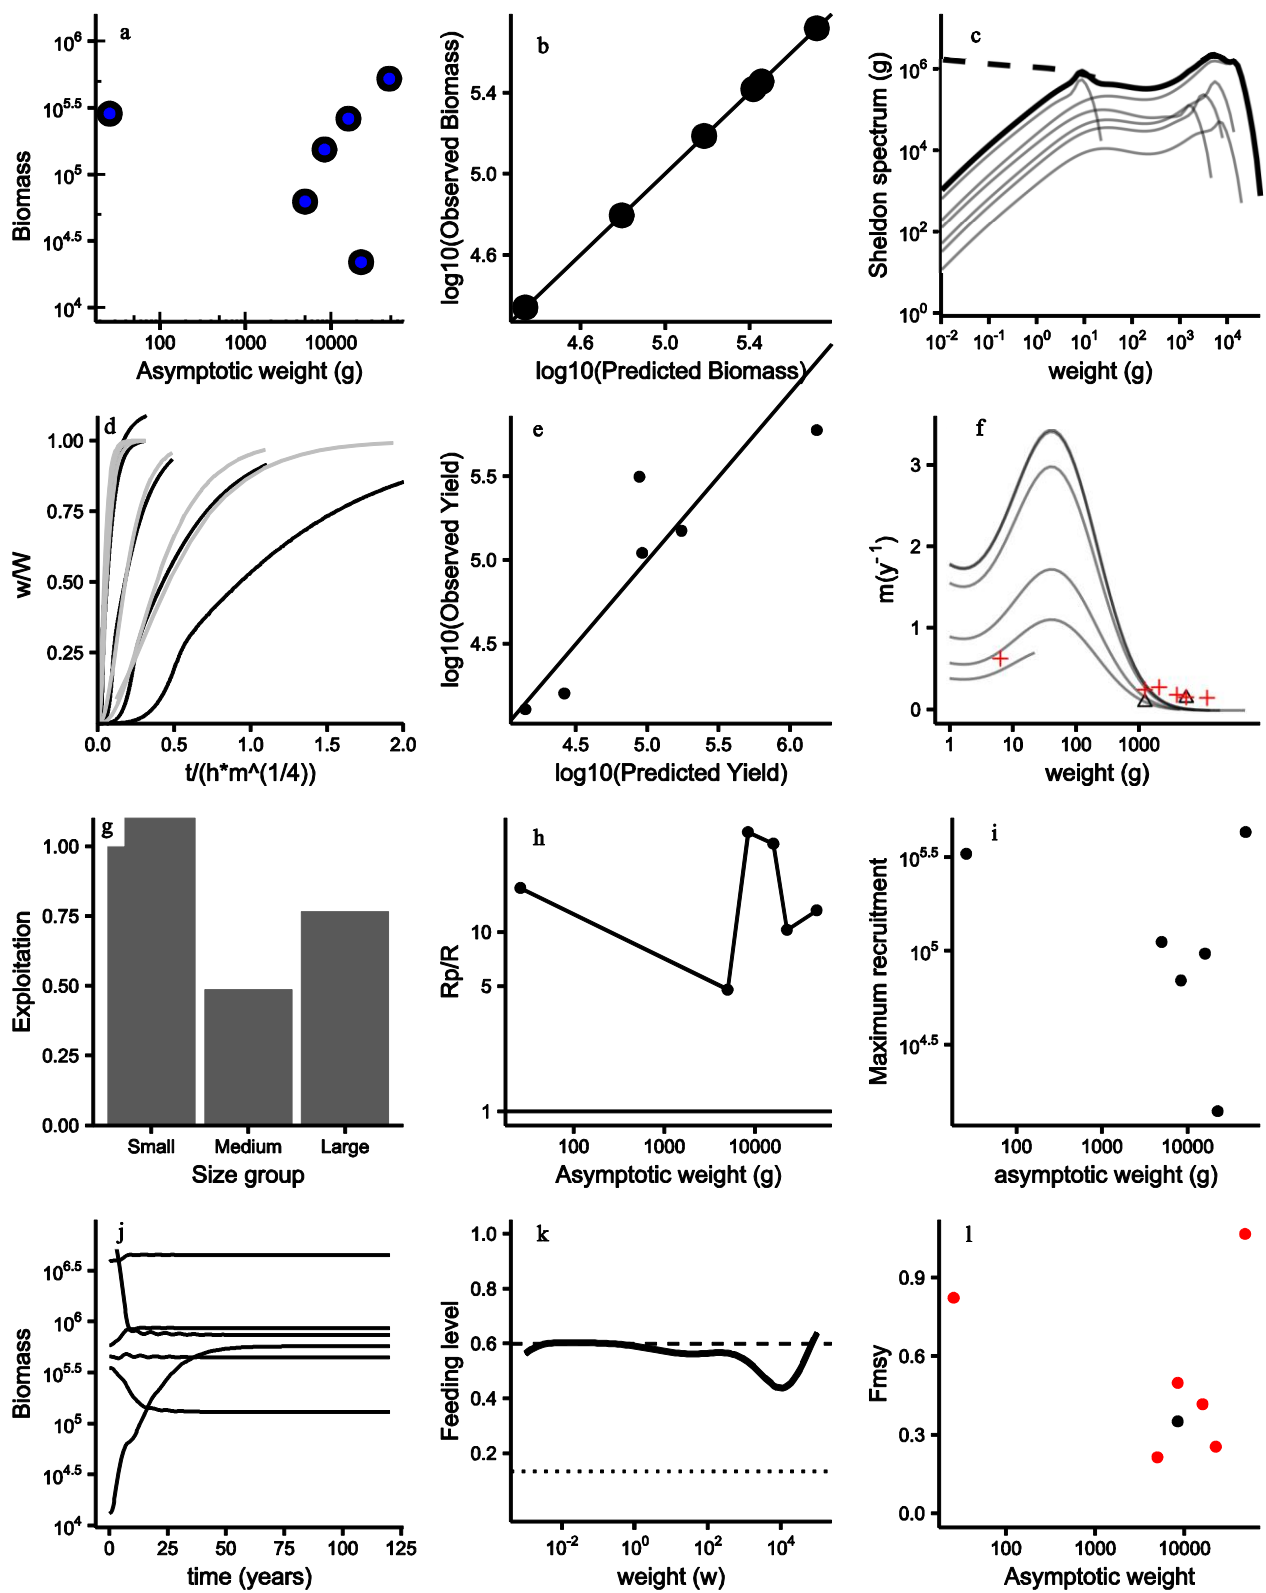 a
Biomass
10^6
10^5.5
10^5
10^4.5
10^4
100 1000 10000
Asymptotic weight (g)
b
log10(Observed Biomass)
5.4
5.0
4.6
4.6 5.0 5.4
log10(Predicted Biomass)
c
Sheldon spectrum (g)
10^6
10^4
10^2
10^0
10^-2 10^-1 10^0 10^1 10^2 10^3 10^4
weight (g)
d
w/W
1.00
0.75
0.50
0.25
0.0 0.5 1.0 1.5 2.0
t/(h*m^(1/4))
e
log10(Observed Yield)
5.5
5.0
4.5
4.5 5.0 5.5 6.0
log10(Predicted Yield)
f
m(y^-1)
3
2
1
0
1 10 100 1000
weight (g)
g
Exploitation
1.00
0.75
0.50
0.25
0.00
Small Medium Large
Size group
h
Rp/R
10
5
1
100 1000 10000
Asymptotic weight (g)
i
Maximum recruitment
10^5.5
10^5
10^4.5
100 1000 10000
asymptotic weight (g)
j
Biomass
10^6.5
10^6
10^5.5
10^5
10^4.5
10^4
0 25 50 75 100 125
time (years)
k
Feeding level
1.0
0.8
0.6
0.4
0.2
10^-2 10^0 10^2 10^4
weight (w)
l
Fmsy
0.9
0.6
0.3
0.0
100 1000 10000
Asymptotic weight